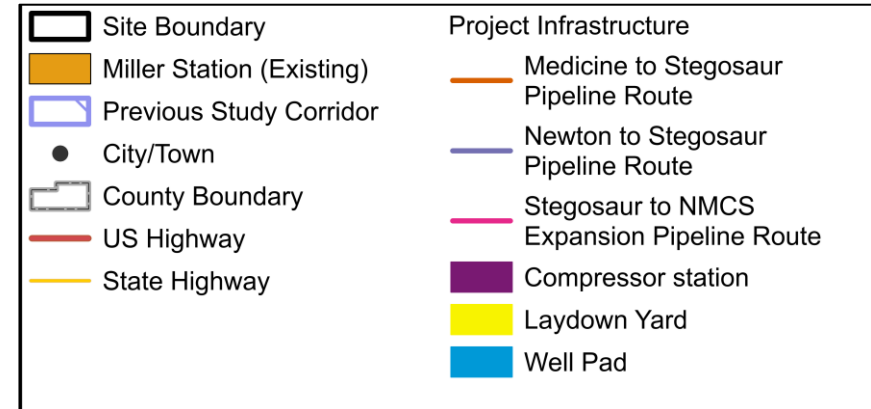 Site Boundary
Miller Station (Existing)
Previous Study Corridor
City/Town
County Boundary
US Highway
State Highway
Project Infrastructure
Medicine to Stegosaur
Pipeline Route
Newton to Stegosaur
Pipeline Route
Stegosaur to NMCS
Expansion Pipeline Route
Compressor station
Laydown Yard
Well Pad